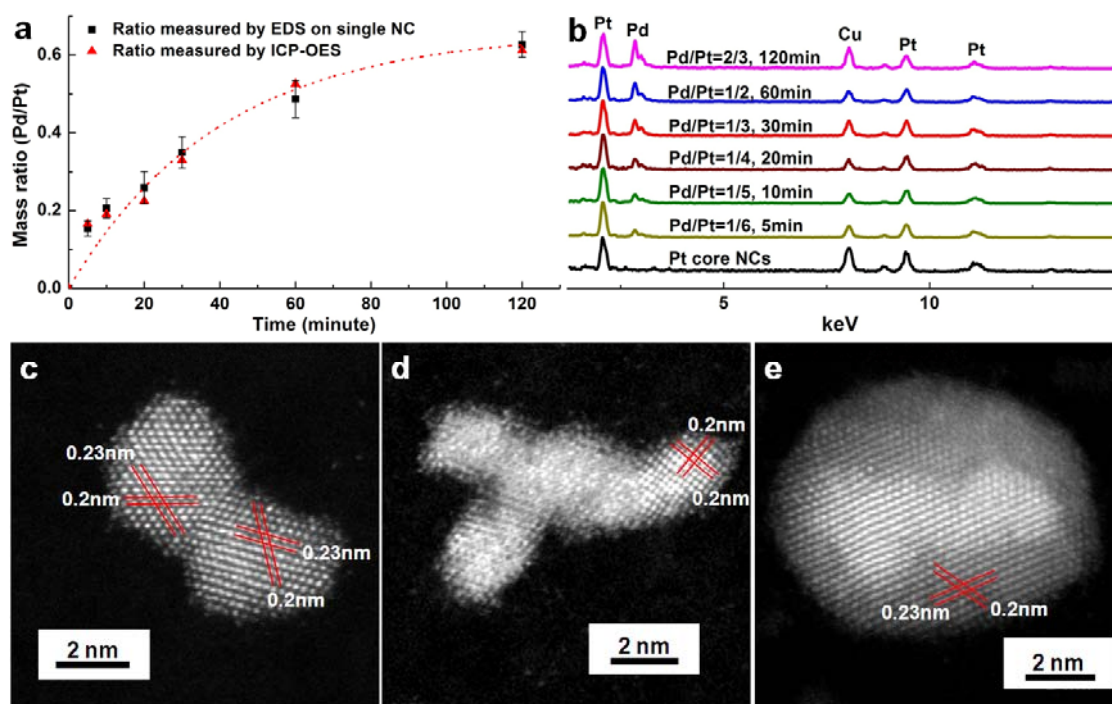 a
Ratio measured by EDS on single NC
Ratio measured by ICP-OES
Mass ratio (Pd/Pt)
0.6
0.4
0.2
0.0
0 20 40 60 80 100 120
Time (minute)
b
Pt Pd Cu Pt Pt
Pd/Pt=2/3, 120min
Pd/Pt=1/2, 60min
Pd/Pt=1/3, 30min
Pd/Pt=1/4, 20min
Pd/Pt=1/5, 10min
Pd/Pt=1/6, 5min
Pt core NCs
5 10
keV
c
0.23nm
0.2nm
0.23nm
0.2nm
2 nm
d
0.2nm
0.2nm
2 nm
e
0.23nm
0.2nm
2 nm